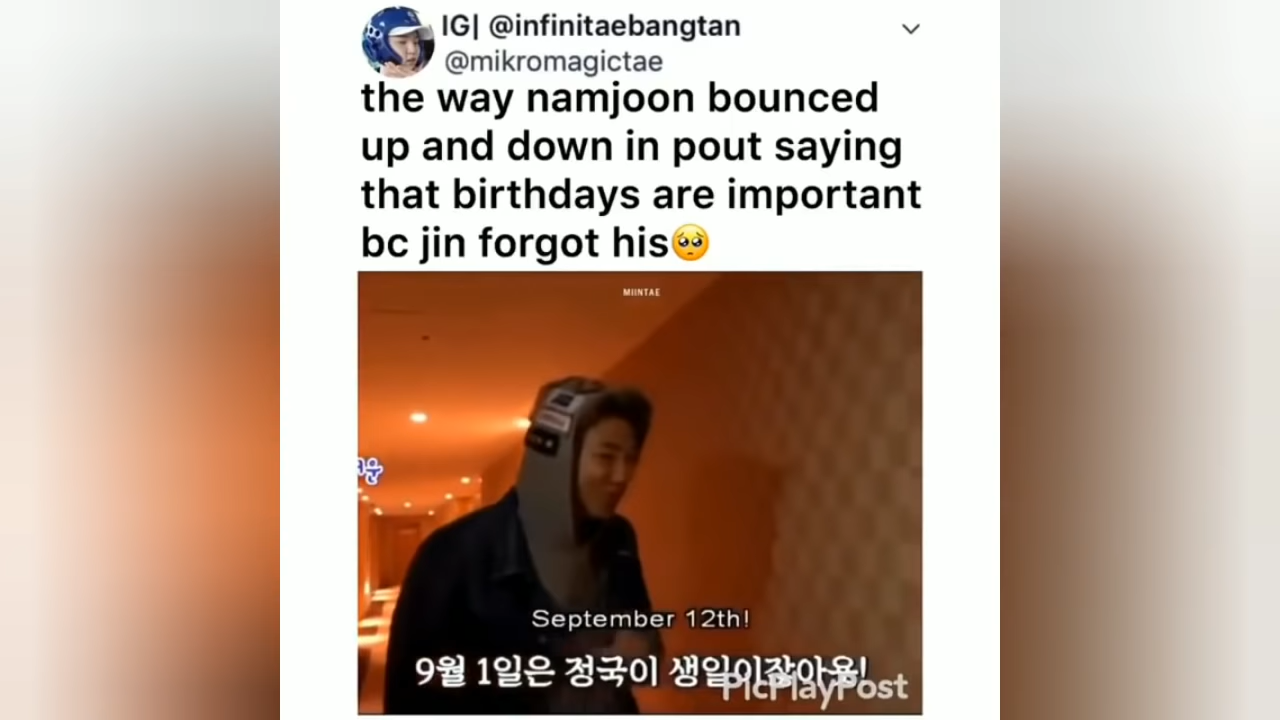 IG| @infinitaebangtan
@mikromagictae
the way namjoon bounced
up and down in pout saying
that birthdays are important
bc jin forgot his🥺
MIINTAE
운
September 12th!
9월 1일은 정국이 생일이잖아용!
PicPlayPost